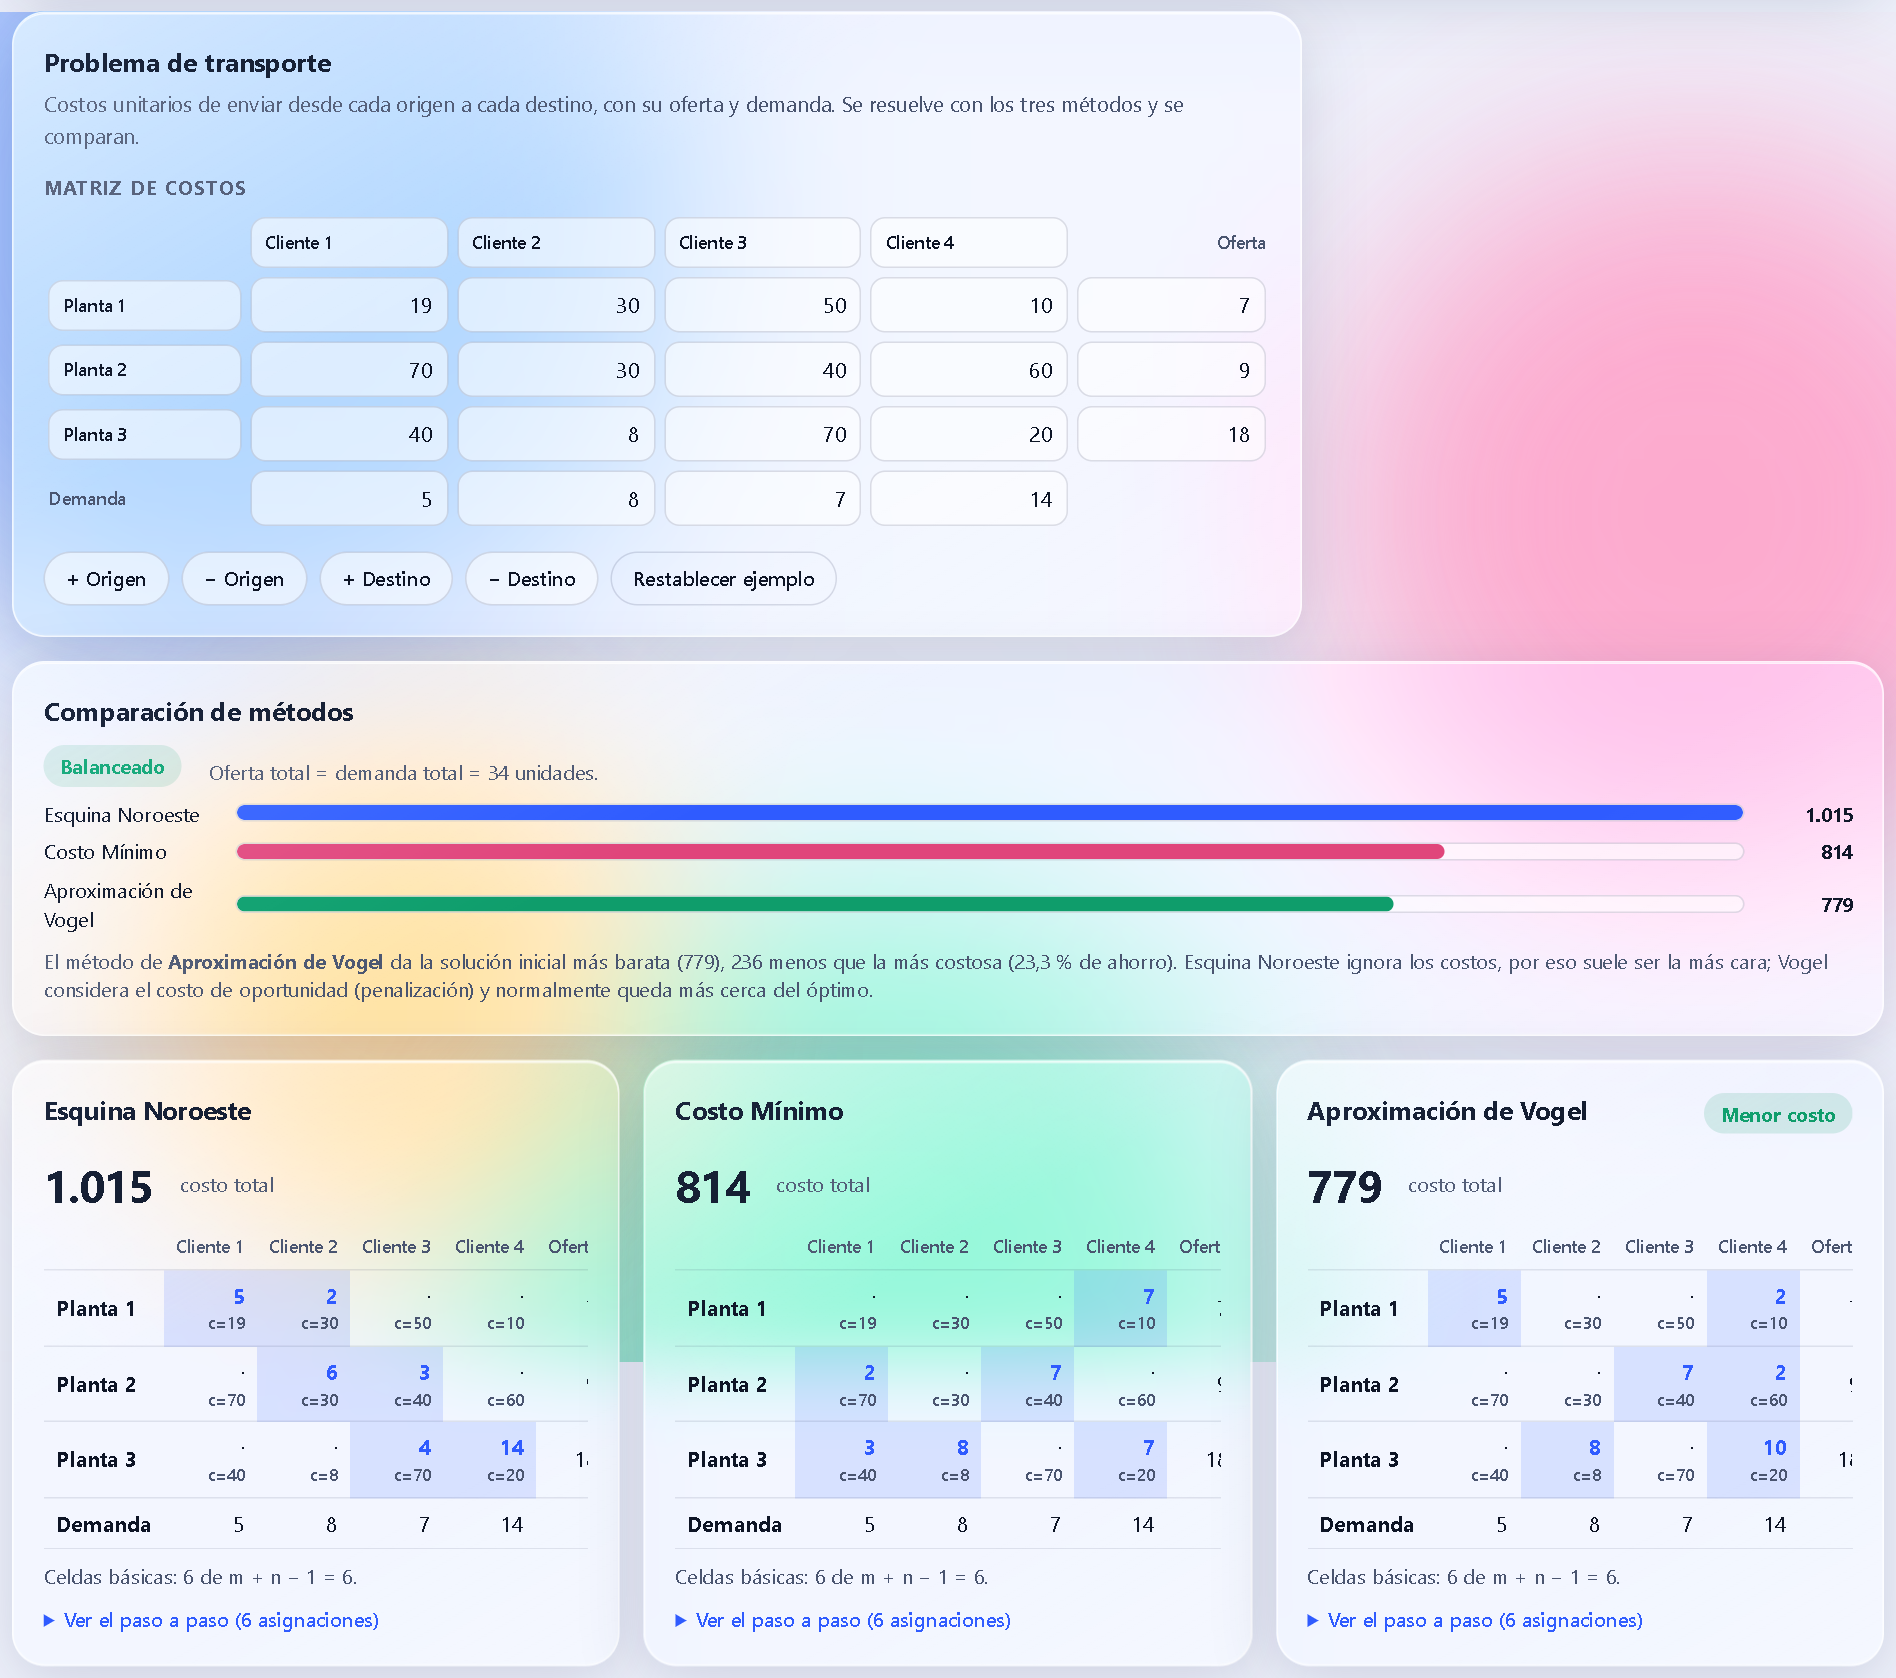 Problema de transporte
Costos unitarios de enviar desde cada origen a cada destino, con su oferta y demanda. Se resuelve con los tres métodos y se
comparan.
MATRIZ DE COSTOS
Cliente 1 Cliente 2 Cliente 3 Cliente 4 Oferta
Planta 1 19 30 50 10 7
Planta 2 70 30 40 60 9
Planta 3 40 8 70 20 18
Demanda 5 8 7 14
+ Origen − Origen + Destino − Destino Restablecer ejemplo
Comparación de métodos
Balanceado Oferta total = demanda total = 34 unidades.
Esquina Noroeste 1.015
Costo Mínimo 814
Aproximación de
Vogel 779
El método de Aproximación de Vogel da la solución inicial más barata (779), 236 menos que la más costosa (23,3 % de ahorro). Esquina Noroeste ignora los costos, por eso suele ser la más cara; Vogel
considera el costo de oportunidad (penalización) y normalmente queda más cerca del óptimo.
Esquina Noroeste
1.015 costo total
Cliente 1 Cliente 2 Cliente 3 Cliente 4 Ofert
Planta 1 5 2 · ·
c=19 c=30 c=50 c=10
Planta 2 · 6 3 ·
c=70 c=30 c=40 c=60
Planta 3 · · 4 14
c=40 c=8 c=70 c=20
Demanda 5 8 7 14
Celdas básicas: 6 de m + n − 1 = 6.
▶ Ver el paso a paso (6 asignaciones)
Costo Mínimo
814 costo total
Cliente 1 Cliente 2 Cliente 3 Cliente 4 Ofert
Planta 1 · · · 7
c=19 c=30 c=50 c=10
Planta 2 2 · 7 ·
c=70 c=30 c=40 c=60
Planta 3 3 8 · 7
c=40 c=8 c=70 c=20
Demanda 5 8 7 14
Celdas básicas: 6 de m + n − 1 = 6.
▶ Ver el paso a paso (6 asignaciones)
Aproximación de Vogel Menor costo
779 costo total
Cliente 1 Cliente 2 Cliente 3 Cliente 4 Ofert
Planta 1 5 · · 2
c=19 c=30 c=50 c=10
Planta 2 · · 7 2
c=70 c=30 c=40 c=60
Planta 3 · 8 · 10
c=40 c=8 c=70 c=20
Demanda 5 8 7 14
Celdas básicas: 6 de m + n − 1 = 6.
▶ Ver el paso a paso (6 asignaciones)